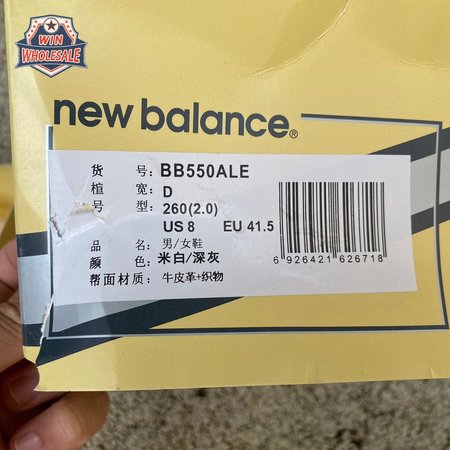 WIN
WHOLESALE
new balance®
货 号: BB550ALE
楦 宽: D
号 型: 260(2.0)
US 8 EU 41.5
品 名: 男/女鞋
颜 色: 米白/深灰
帮面材质: 牛皮革+织物
6 926421 626718